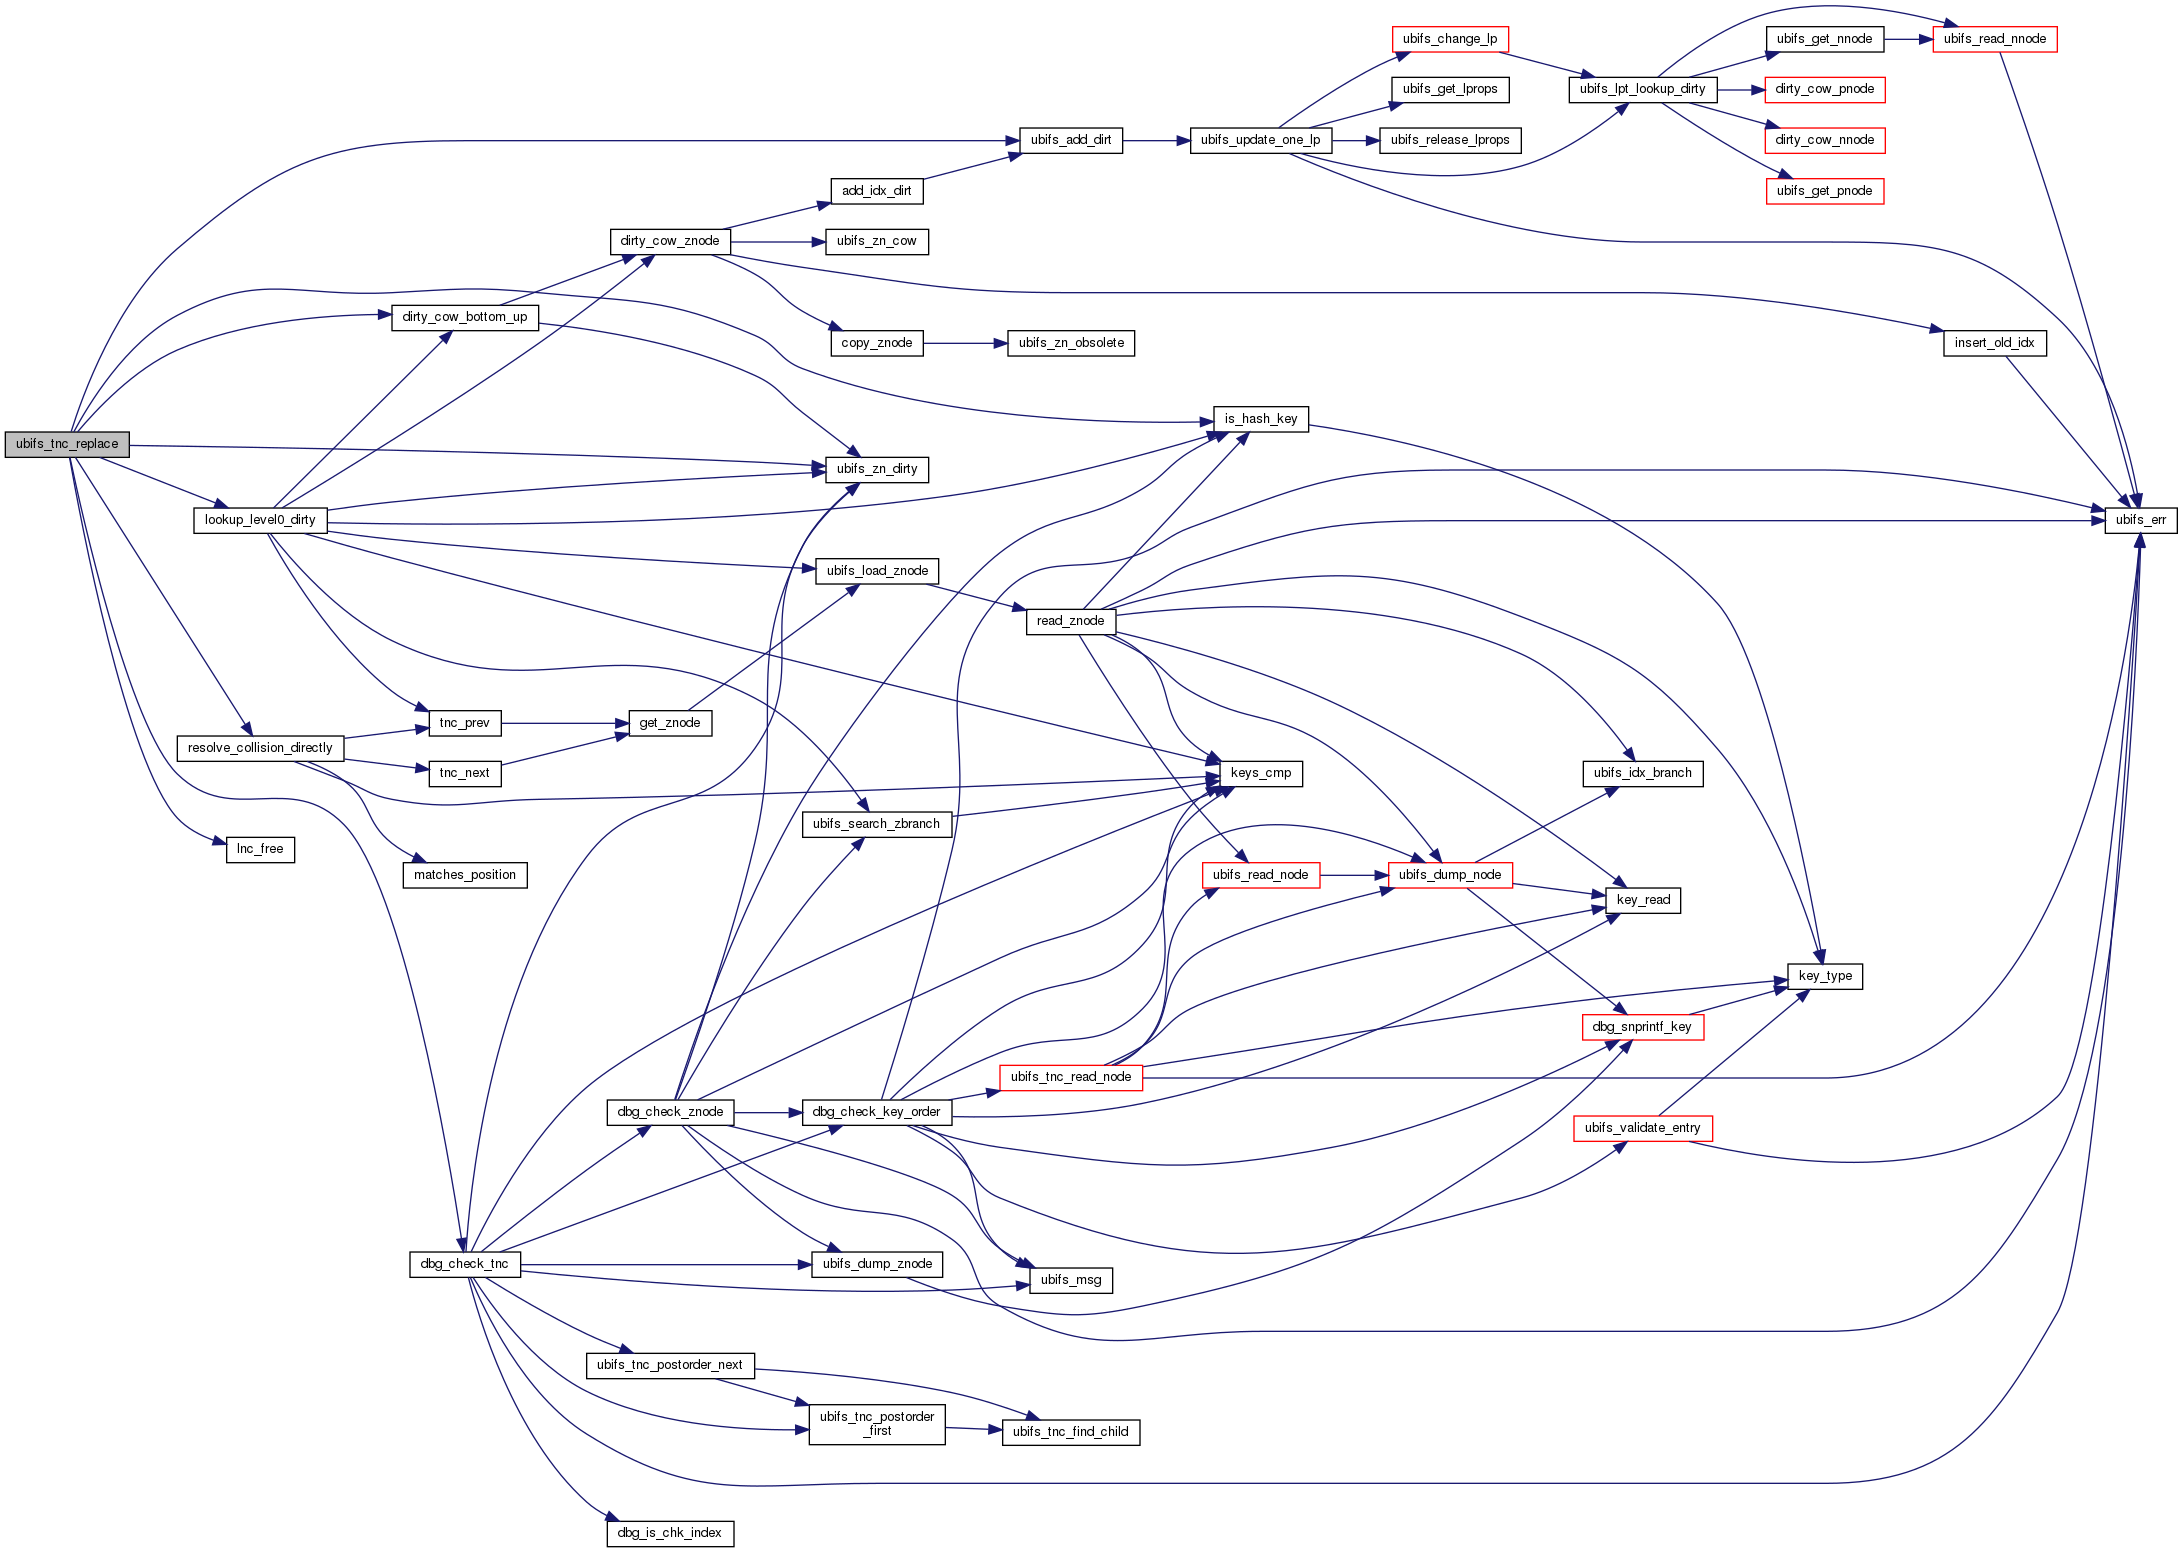 ubifs_change_lp
ubifs_get_nnode
ubifs_read_nnode
ubifs_get_lprops
ubifs_lpt_lookup_dirty
dirty_cow_pnode
ubifs_add_dirt
ubifs_update_one_lp
ubifs_release_lprops
dirty_cow_nnode
add_idx_dirt
ubifs_get_pnode
dirty_cow_znode
ubifs_zn_cow
dirty_cow_bottom_up
copy_znode
ubifs_zn_obsolete
insert_old_idx
is_hash_key
ubifs_tnc_replace
ubifs_zn_dirty
lookup_level0_dirty
ubifs_err
ubifs_load_znode
read_znode
tnc_prev
get_znode
resolve_collision_directly
tnc_next
keys_cmp
ubifs_idx_branch
ubifs_search_zbranch
lnc_free
matches_position
ubifs_read_node
ubifs_dump_node
key_read
key_type
dbg_snprintf_key
ubifs_tnc_read_node
dbg_check_znode
dbg_check_key_order
ubifs_validate_entry
dbg_check_tnc
ubifs_dump_znode
ubifs_msg
ubifs_tnc_postorder_next
ubifs_tnc_postorder
_first
ubifs_tnc_find_child
dbg_is_chk_index